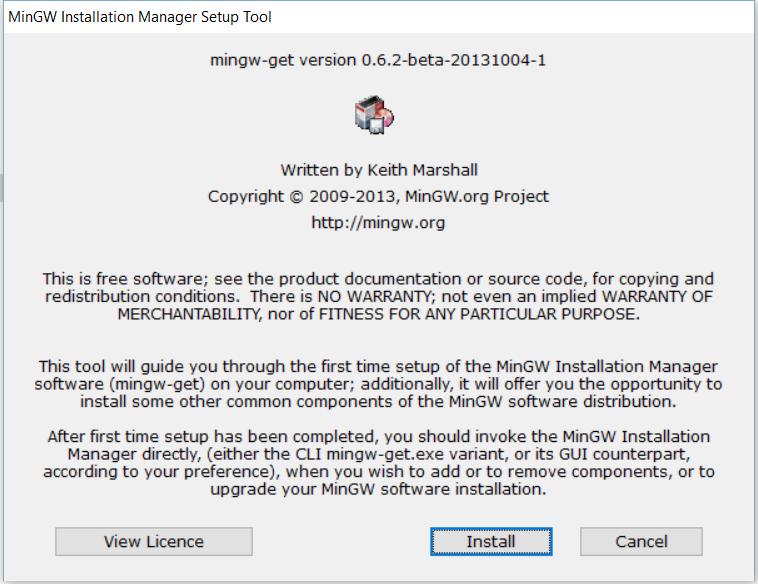 MinGW Installation Manager Setup Tool
mingw-get version 0.6.2-beta-20131004-1
Written by Keith Marshall
Copyright © 2009-2013, MinGW.org Project
http://mingw.org
This is free software; see the product documentation or source code, for copying and
redistribution conditions.  There is NO WARRANTY; not even an implied WARRANTY OF
MERCHANTABILITY, nor of FITNESS FOR ANY PARTICULAR PURPOSE.
This tool will guide you through the first time setup of the MinGW Installation Manager
software (mingw-get) on your computer; additionally, it will offer you the opportunity to
install some other common components of the MinGW software distribution.
After first time setup has been completed, you should invoke the MinGW Installation
Manager directly, (either the CLI mingw-get.exe variant, or its GUI counterpart,
according to your preference), when you wish to add or to remove components, or to
upgrade your MinGW software installation.
View Licence
Install
Cancel